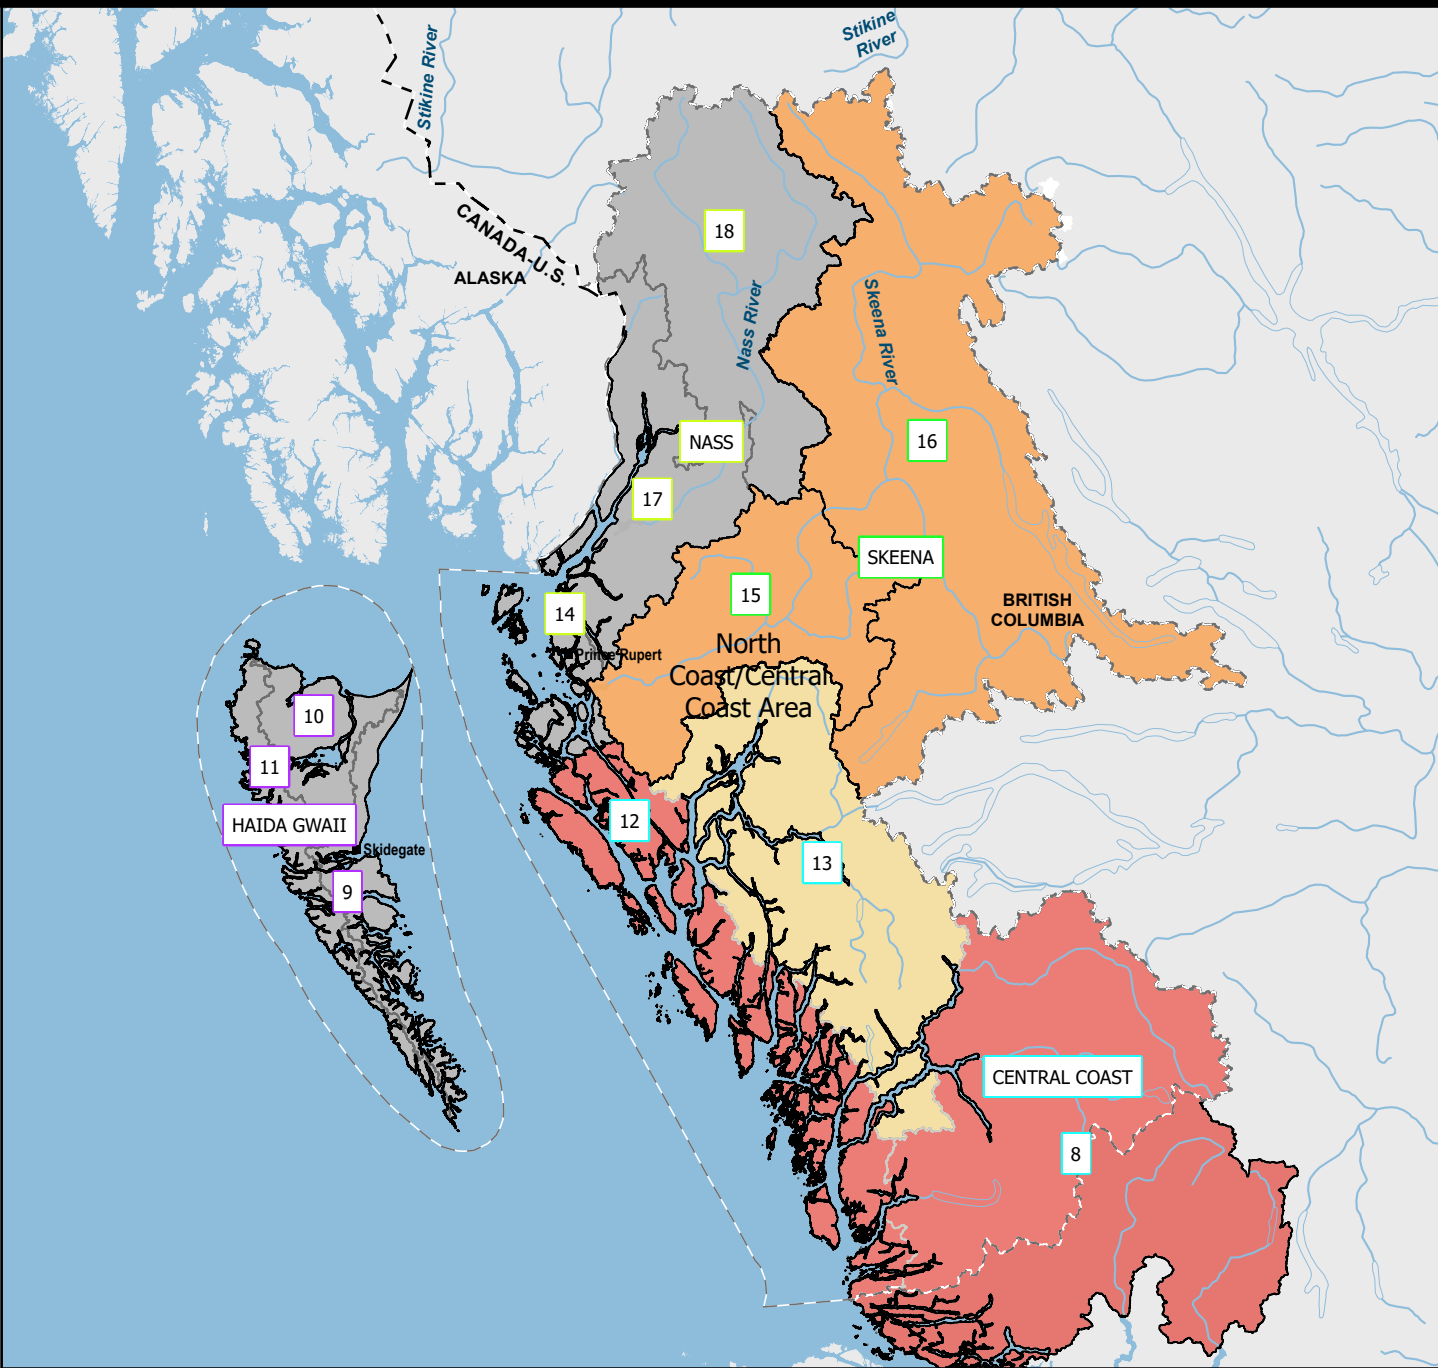 Stikine
River
Stikine River
18
CANADA-U.S.
ALASKA
Nass River
Skeena River
NASS
16
17
SKEENA
15
14
BRITISH
COLUMBIA
North
Coast/Central
Coast Area
Prince Rupert
10
11
HAIDA GWAII
12
Skidegate
13
9
CENTRAL COAST
8